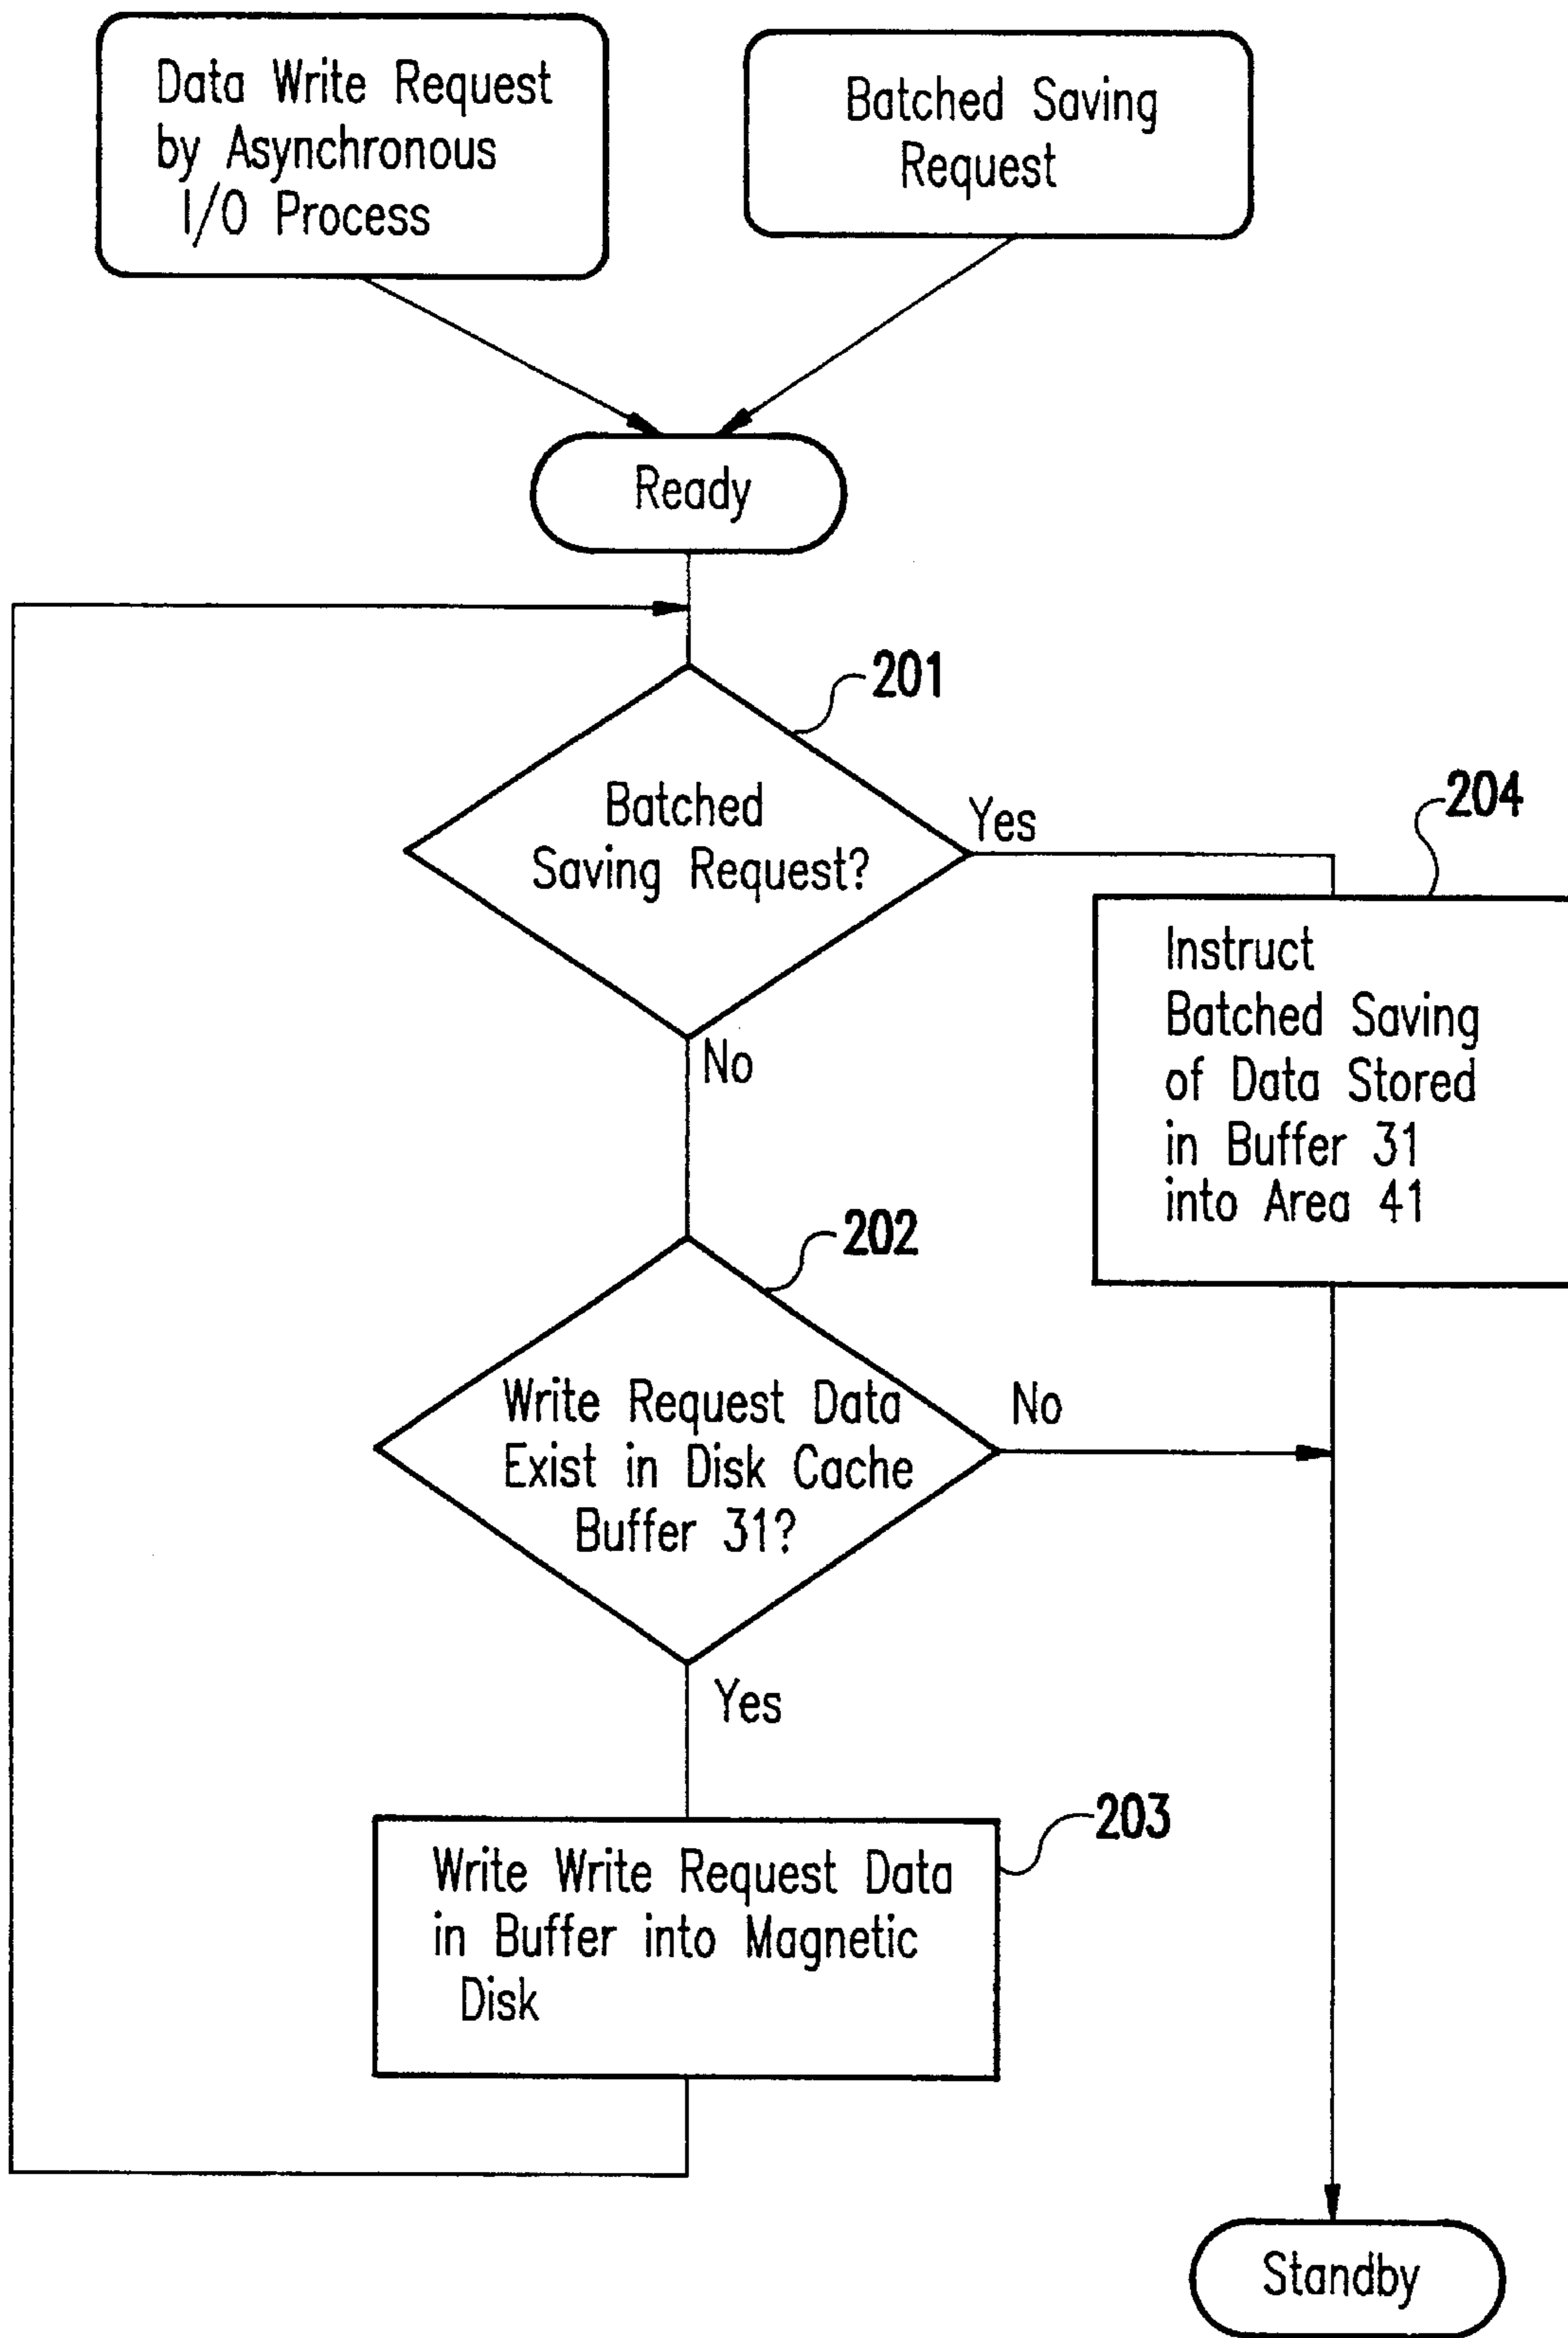 Data Write Request
by Asynchronous
I/O Process
Batched Saving
Request
Ready
201
Batched
Saving Request?
Yes
No
204
Instruct
Batched Saving
of Data Stored
in Buffer 31
into Area 41
202
Write Request Data
Exist in Disk Cache
Buffer 31?
No
Yes
203
Write Write Request Data
in Buffer into Magnetic
Disk
Standby